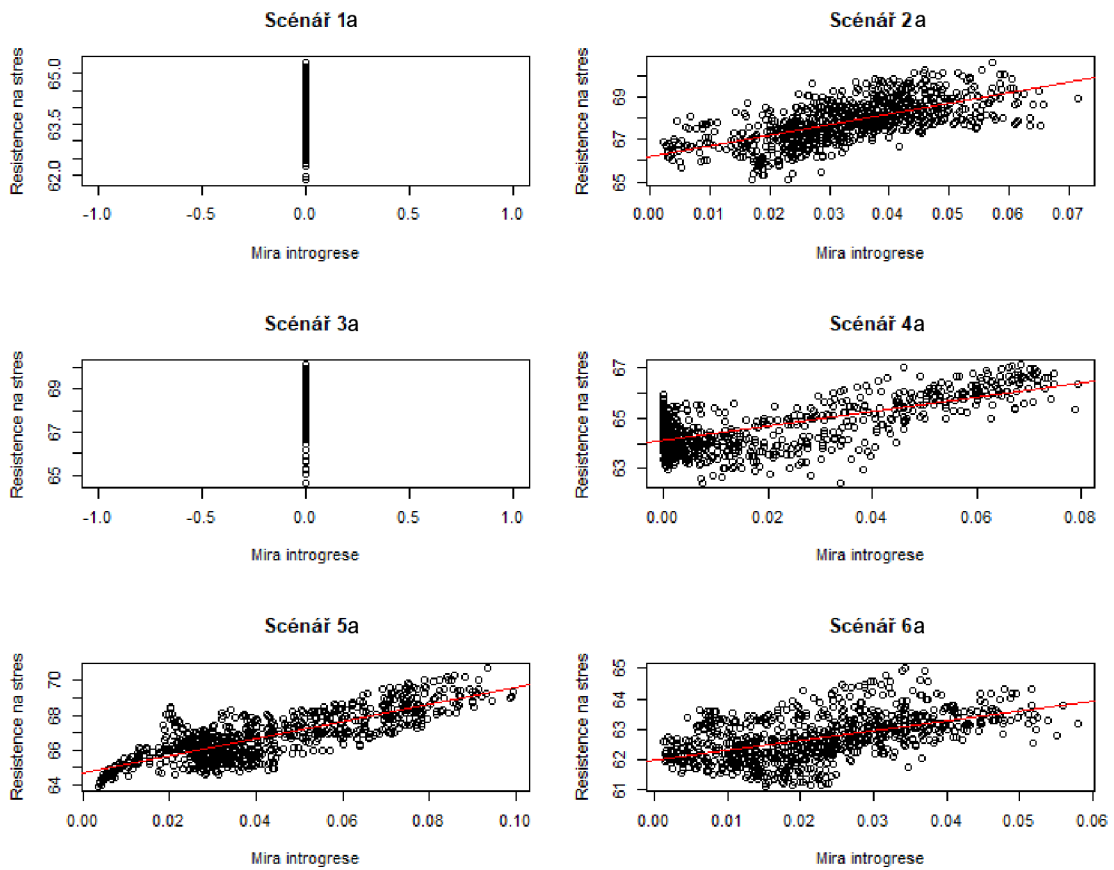 Scénář 1a
Resistence na stres
65.0
63.5
62.0
-1.0 -0.5 0.0 0.5 1.0
Mira introgrese
Scénář 2a
Resistence na stres
69
67
65
0.00 0.01 0.02 0.03 0.04 0.05 0.06 0.07
Mira introgrese
Scénář 3a
Resistence na stres
69
67
65
-1.0 -0.5 0.0 0.5 1.0
Mira introgrese
Scénář 4a
Resistence na stres
67
65
63
0.00 0.02 0.04 0.06 0.08
Mira introgrese
Scénář 5a
Resistence na stres
70
68
66
64
0.00 0.02 0.04 0.06 0.08 0.10
Mira introgrese
Scénář 6a
Resistence na stres
65
64
63
62
61
0.00 0.01 0.02 0.03 0.04 0.05 0.06
Mira introgrese